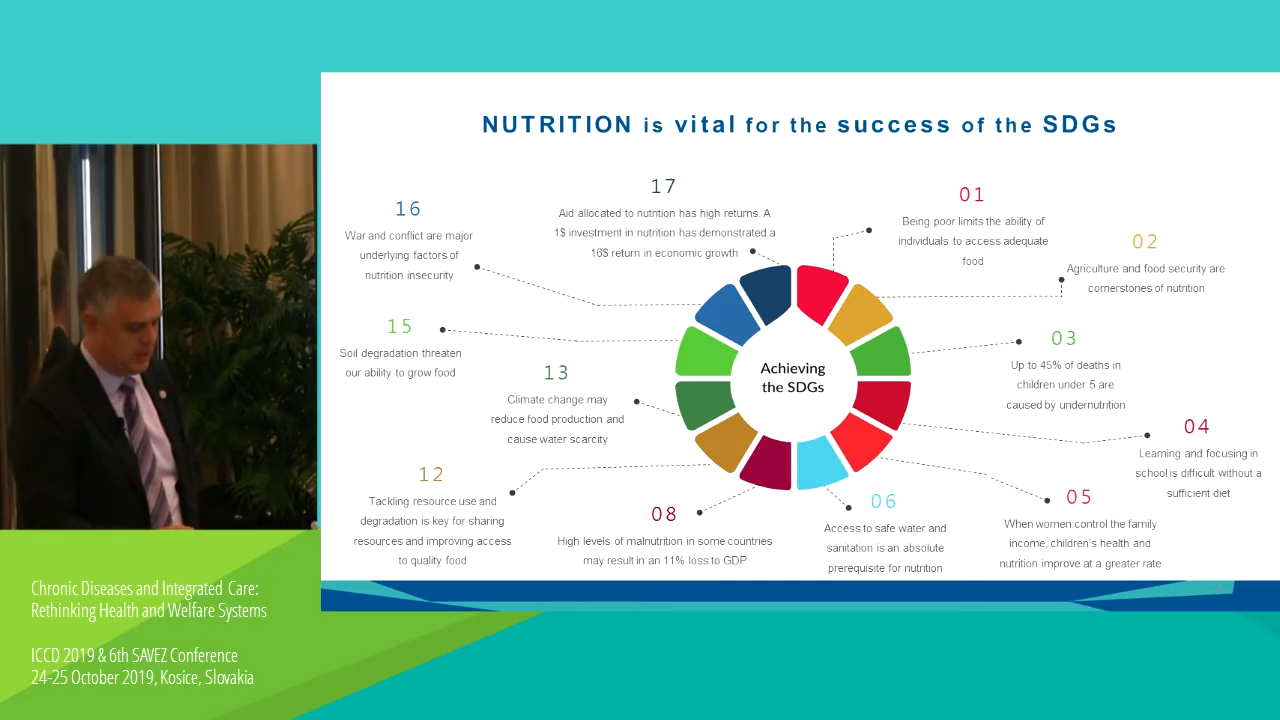 NUTRITION is vital for the success of the SDGs
17
Aid allocated to nutrition has high returns. A
1$ investment in nutrition has demonstrated a
16$ return in economic growth
01
Being poor limits the ability of
individuals to access adequate
food
16
War and conflict are major
underlying factors of
nutrition insecurity
02
Agriculture and food security are
cornerstones of nutrition
15
Soil degradation threaten
our ability to grow food
03
Up to 45% of deaths in
children under 5 are
caused by undernutrition
13
Climate change may
reduce food production and
cause water scarcity
Achieving
the SDGs
04
Learning and focusing in
school is difficult without a
sufficient diet
12
Tackling resource use and
degradation is key for sharing
resources and improving access
to quality food
08
High levels of malnutrition in some countries
may result in an 11% loss to GDP
06
Access to safe water and
sanitation is an absolute
prerequisite for nutrition
05
When women control the family
income, children's health and
nutrition improve at a greater rate
Chronic Diseases and Integrated Care:
Rethinking Health and Welfare Systems
ICCD 2019 & 6th SAVEZ Conference
24-25 October 2019, Kosice, Slovakia